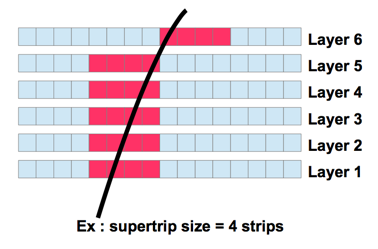 Layer 6
Layer 5
Layer 4
Layer 3
Layer 2
Layer 1
Ex : supertrip size = 4 strips